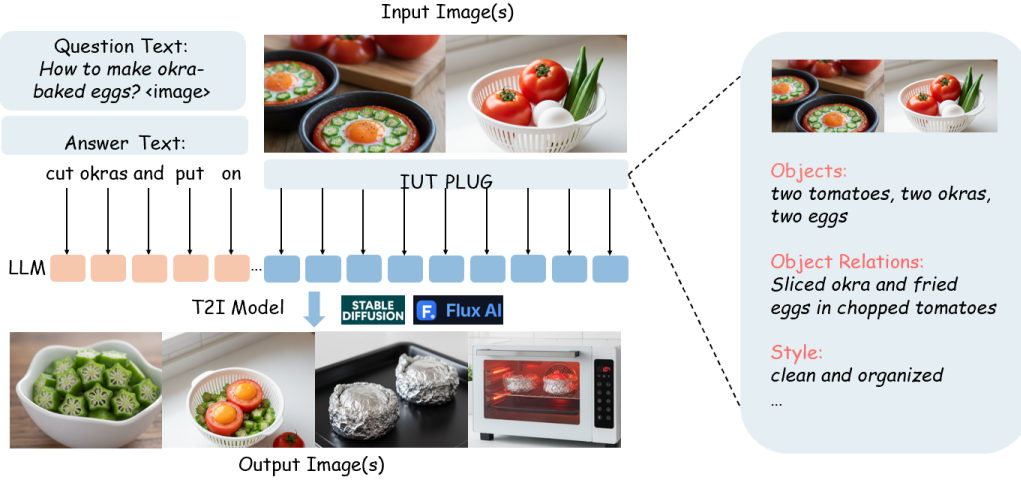 Input Image(s)
Question Text:
How to make okra-
baked eggs? <image>
Answer Text:
cut okras and put on
IUT PLUG
LLM
...
T2I Model
STABLE
DIFFUSION
F.
Flux AI
Output Image(s)
Objects:
two tomatoes, two okras,
two eggs
Object Relations:
Sliced okra and fried
eggs in chopped tomatoes
Style:
clean and organized
...